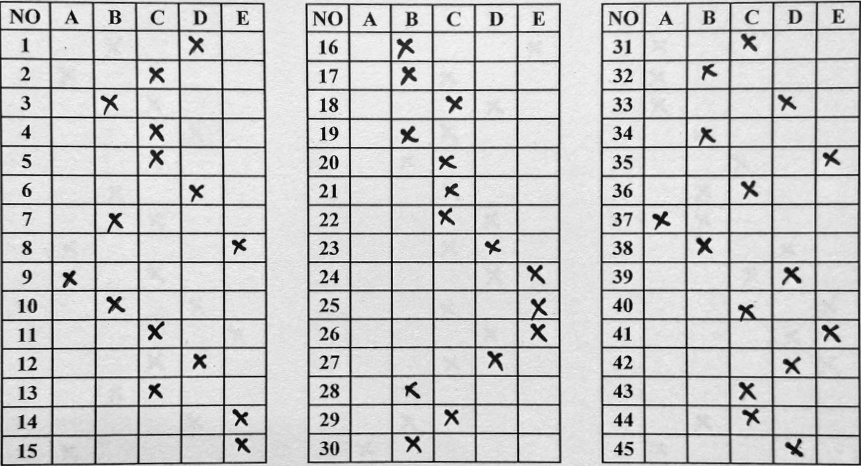 NO A B C D E
1 X
2 X
3 X
4 X
5 X
6 X
7 X
8 X
9 X
10 X
11 X
12 X
13 X
14 X
15 X
NO A B C D E
16 X
17 X
18 X
19 X
20 X
21 X
22 X
23 X
24 X
25 X
26 X
27 X
28 X
29 X
30 X
NO A B C D E
31 X
32 X
33 X
34 X
35 X
36 X
37 X
38 X
39 X
40 X
41 X
42 X
43 X
44 X
45 X